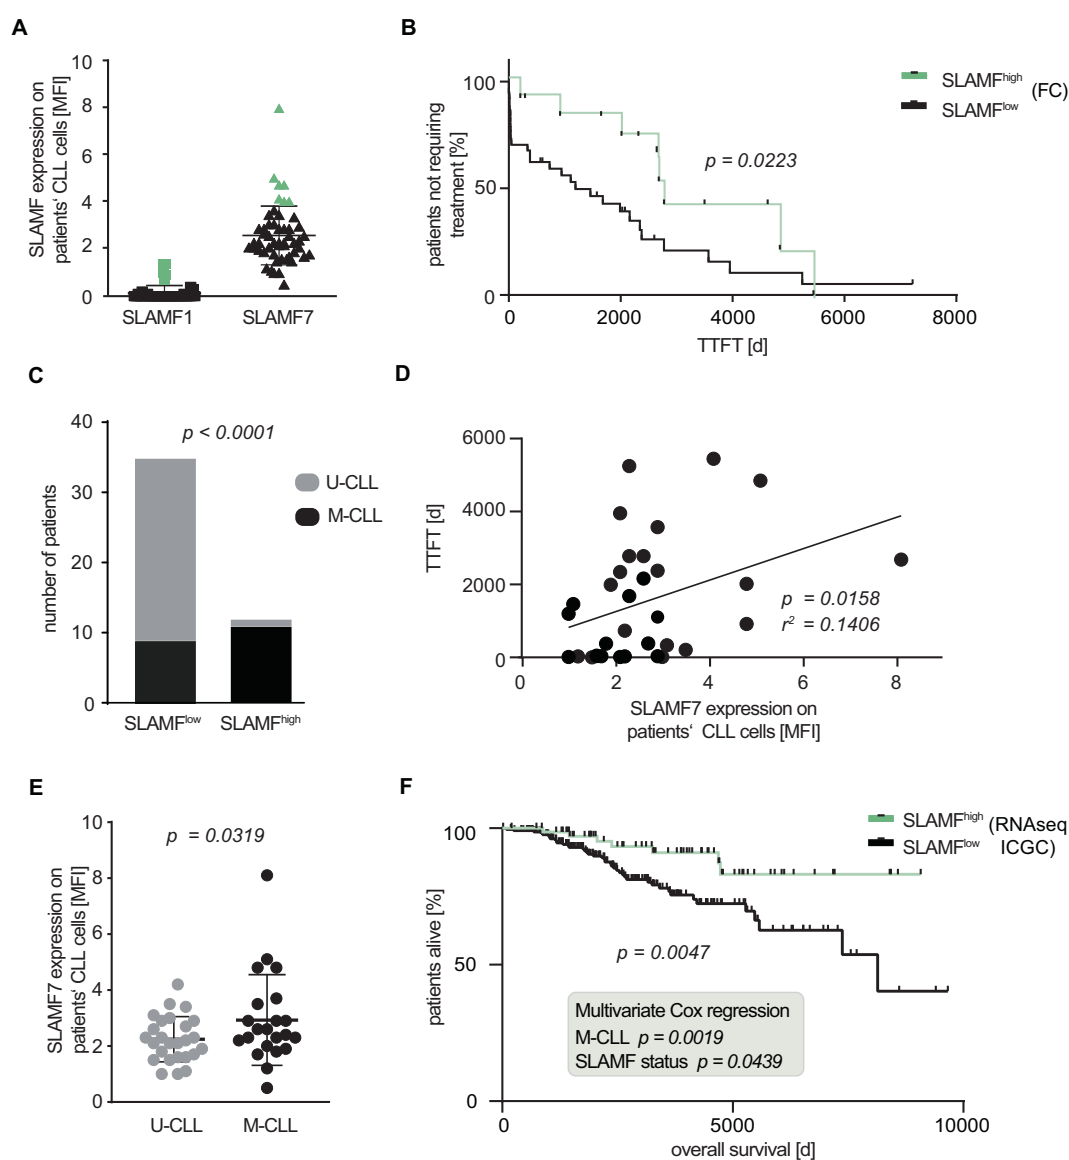 A
SLAMF expression on
patients‘ CLL cells [MFI]
10
8
6
4
2
0
SLAMF1
SLAMF7
B
patients not requiring
treatment [%]
100
50
0
0
2000
4000
6000
8000
TTFT [d]
p = 0.0223
SLAMFhigh
SLAMFlow
(FC)
C
number of patients
40
30
20
10
0
p < 0.0001
U-CLL
M-CLL
SLAMFlow
SLAMFhigh
D
TTFT [d]
6000
4000
2000
0
0
2
4
6
8
p = 0.0158
r2 = 0.1406
SLAMF7 expression on
patients‘ CLL cells [MFI]
E
SLAMF7 expression on
patients‘ CLL cells [MFI]
10
8
6
4
2
0
p = 0.0319
U-CLL
M-CLL
F
patients alive [%]
100
50
0
SLAMFhigh
SLAMFlow
(RNAseq
ICGC)
p = 0.0047
Multivariate Cox regression
M-CLL p = 0.0019
SLAMF status p = 0.0439
0
5000
10000
overall survival [d]